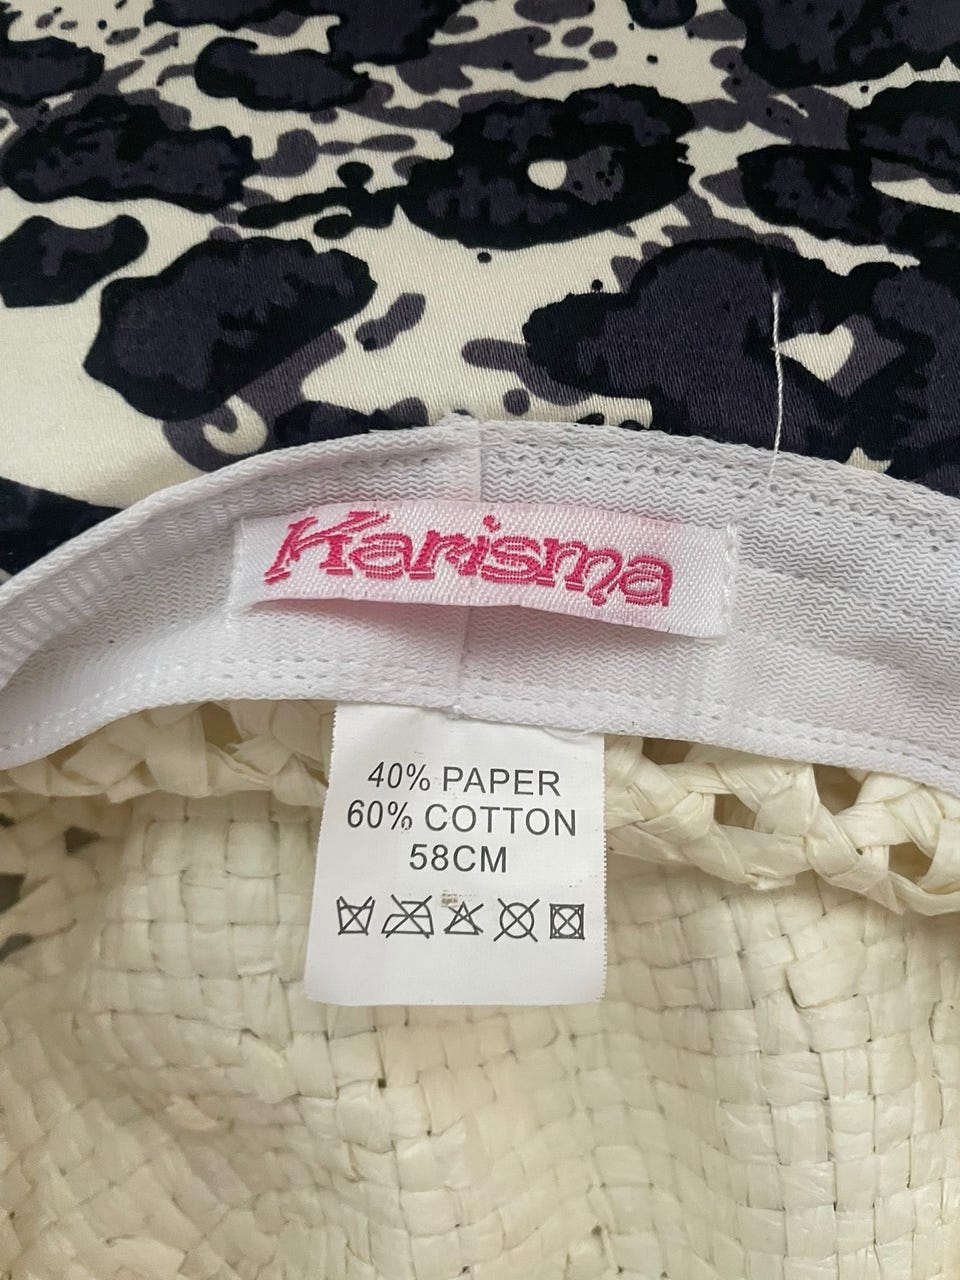 Karisma
40% PAPER
60% COTTON
58CM